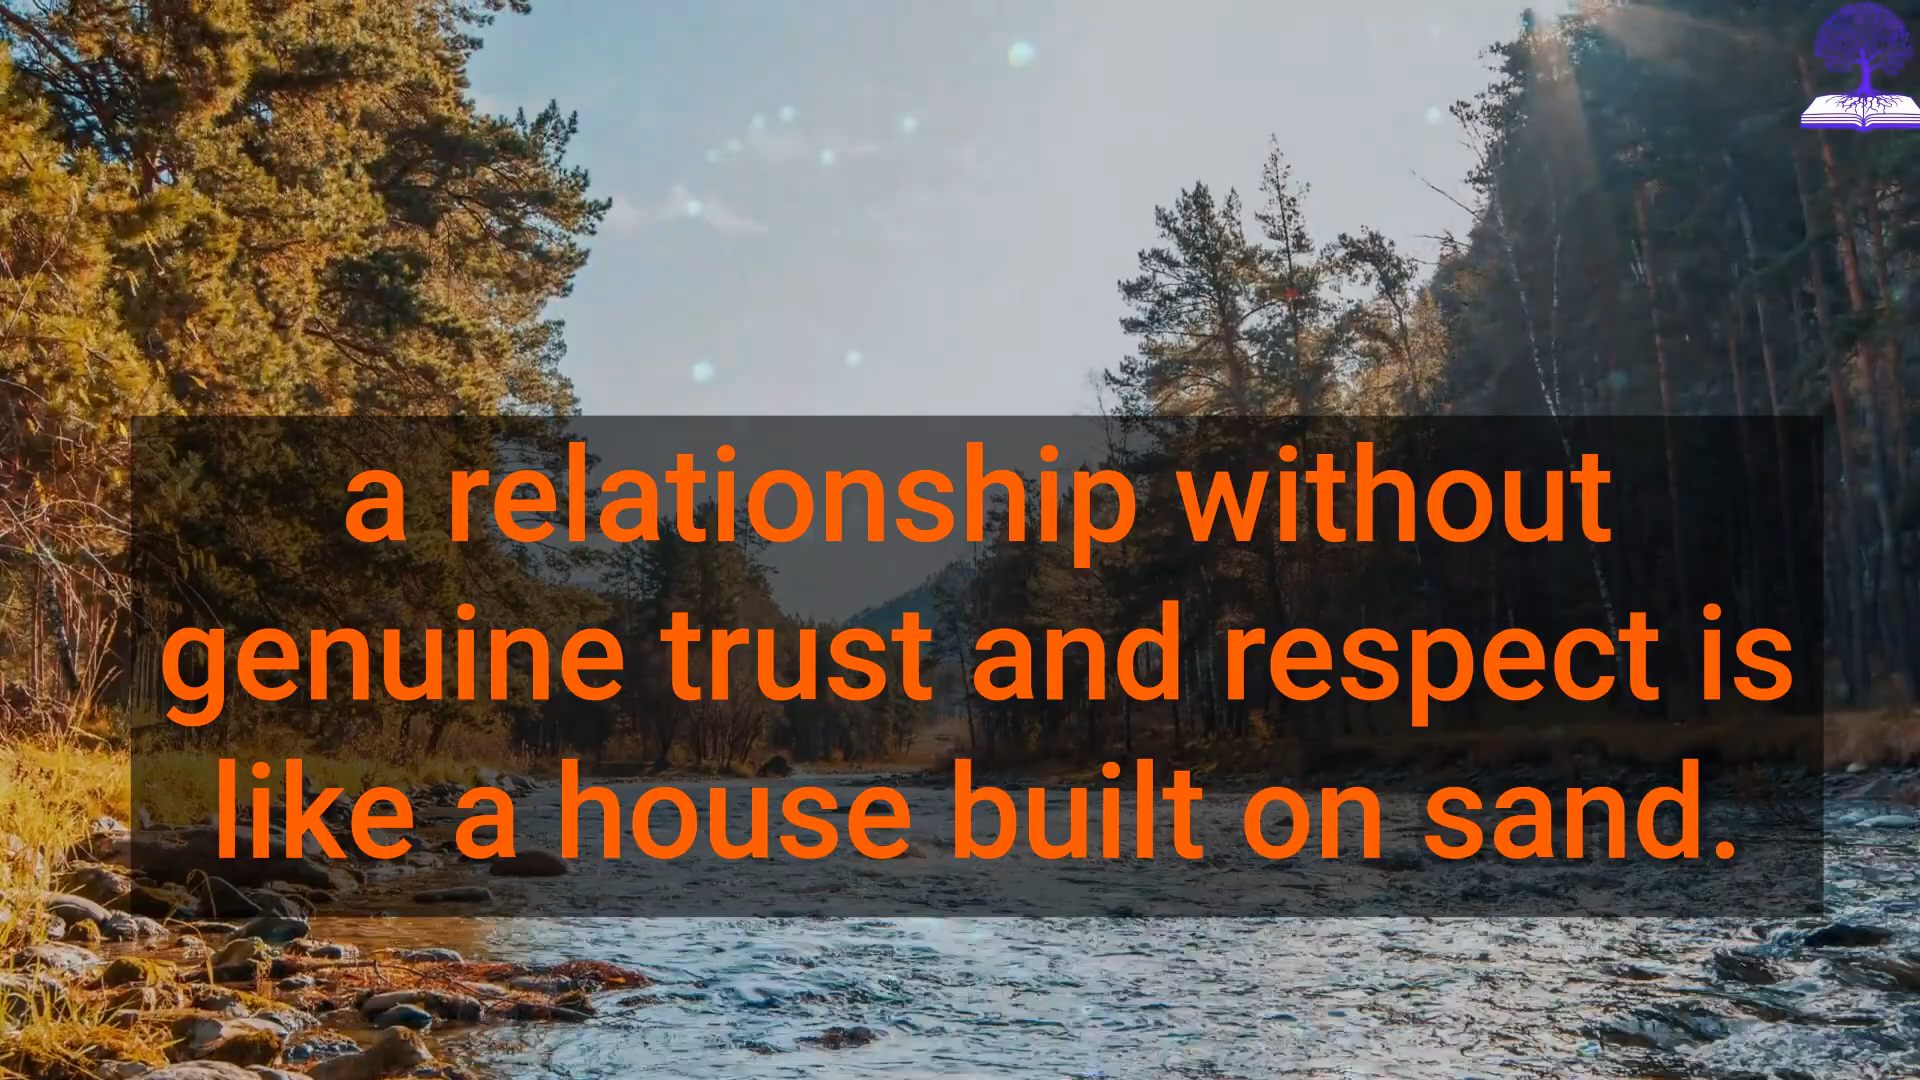 a relationship without
genuine trust and respect is
like a house built on sand.